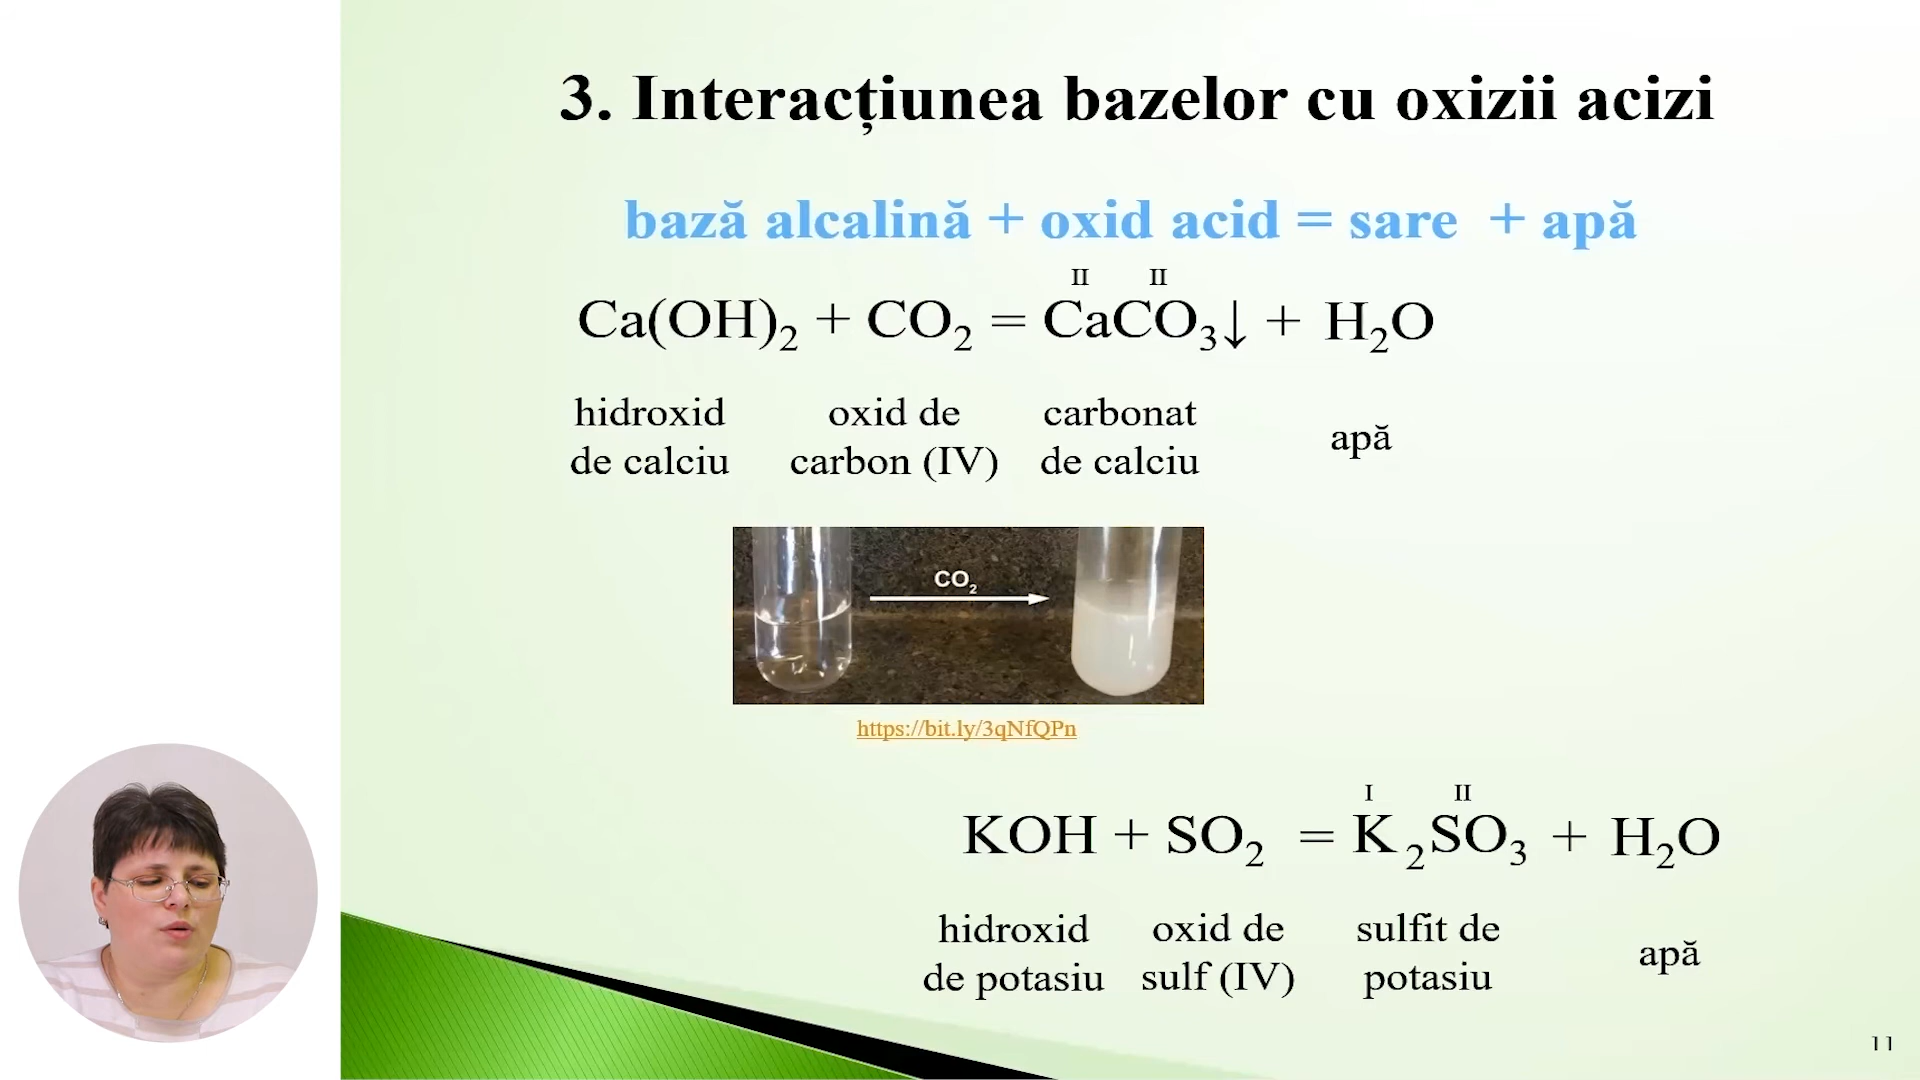 3. Interacțiunea bazelor cu oxizii acizi
bază alcalină + oxid acid = sare + apă
II II
Ca(OH)₂ + CO₂ = CaCO₃↓ + H₂O
hidroxid oxid de carbonat
de calciu carbon (IV) de calciu apă
CO₂
https://bit.ly/3qNfQPn
I II
KOH + SO₂ = K₂SO₃ + H₂O
hidroxid oxid de sulfit de
de potasiu sulf (IV) potasiu apă
11